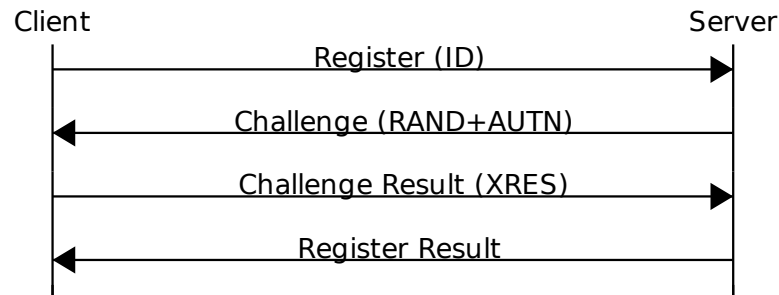 Client
Server
Register (ID)
Challenge (RAND+AUTN)
Challenge Result (XRES)
Register Result